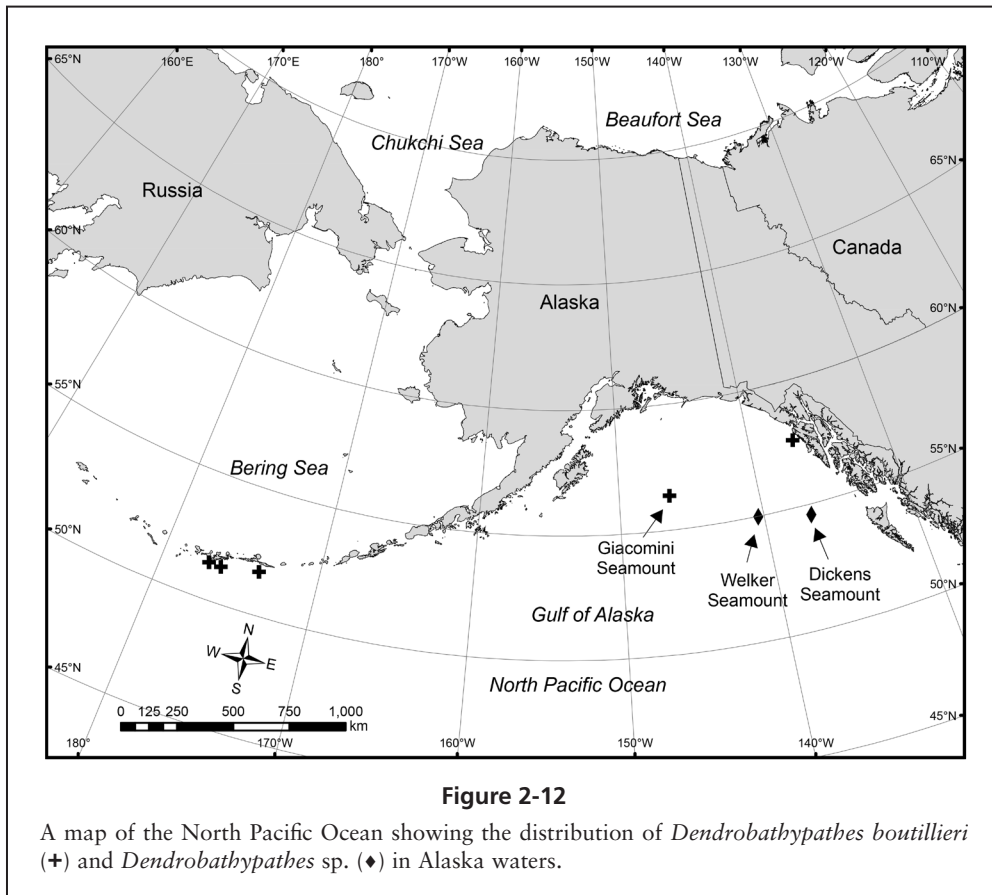 160°E 170°E 180° 170°W 160°W 150°W 140°W 130°W 120°W 110°W
65°N
Beaufort Sea
Chukchi Sea
65°N
Russia
60°N
Canada
Alaska
60°N
55°N
55°N
Bering Sea
50°N
Giacomini
Seamount
Welker
Seamount
Dickens
Seamount
50°N
Gulf of Alaska
N
W
E
S
45°N
North Pacific Ocean
45°N
0 125 250 500 750 1,000
km
180° 170°W 160°W 150°W 140°W
Figure 2-12
A map of the North Pacific Ocean showing the distribution of Dendrobathypathes boutillieri
(+) and Dendrobathypathes sp. (♦) in Alaska waters.